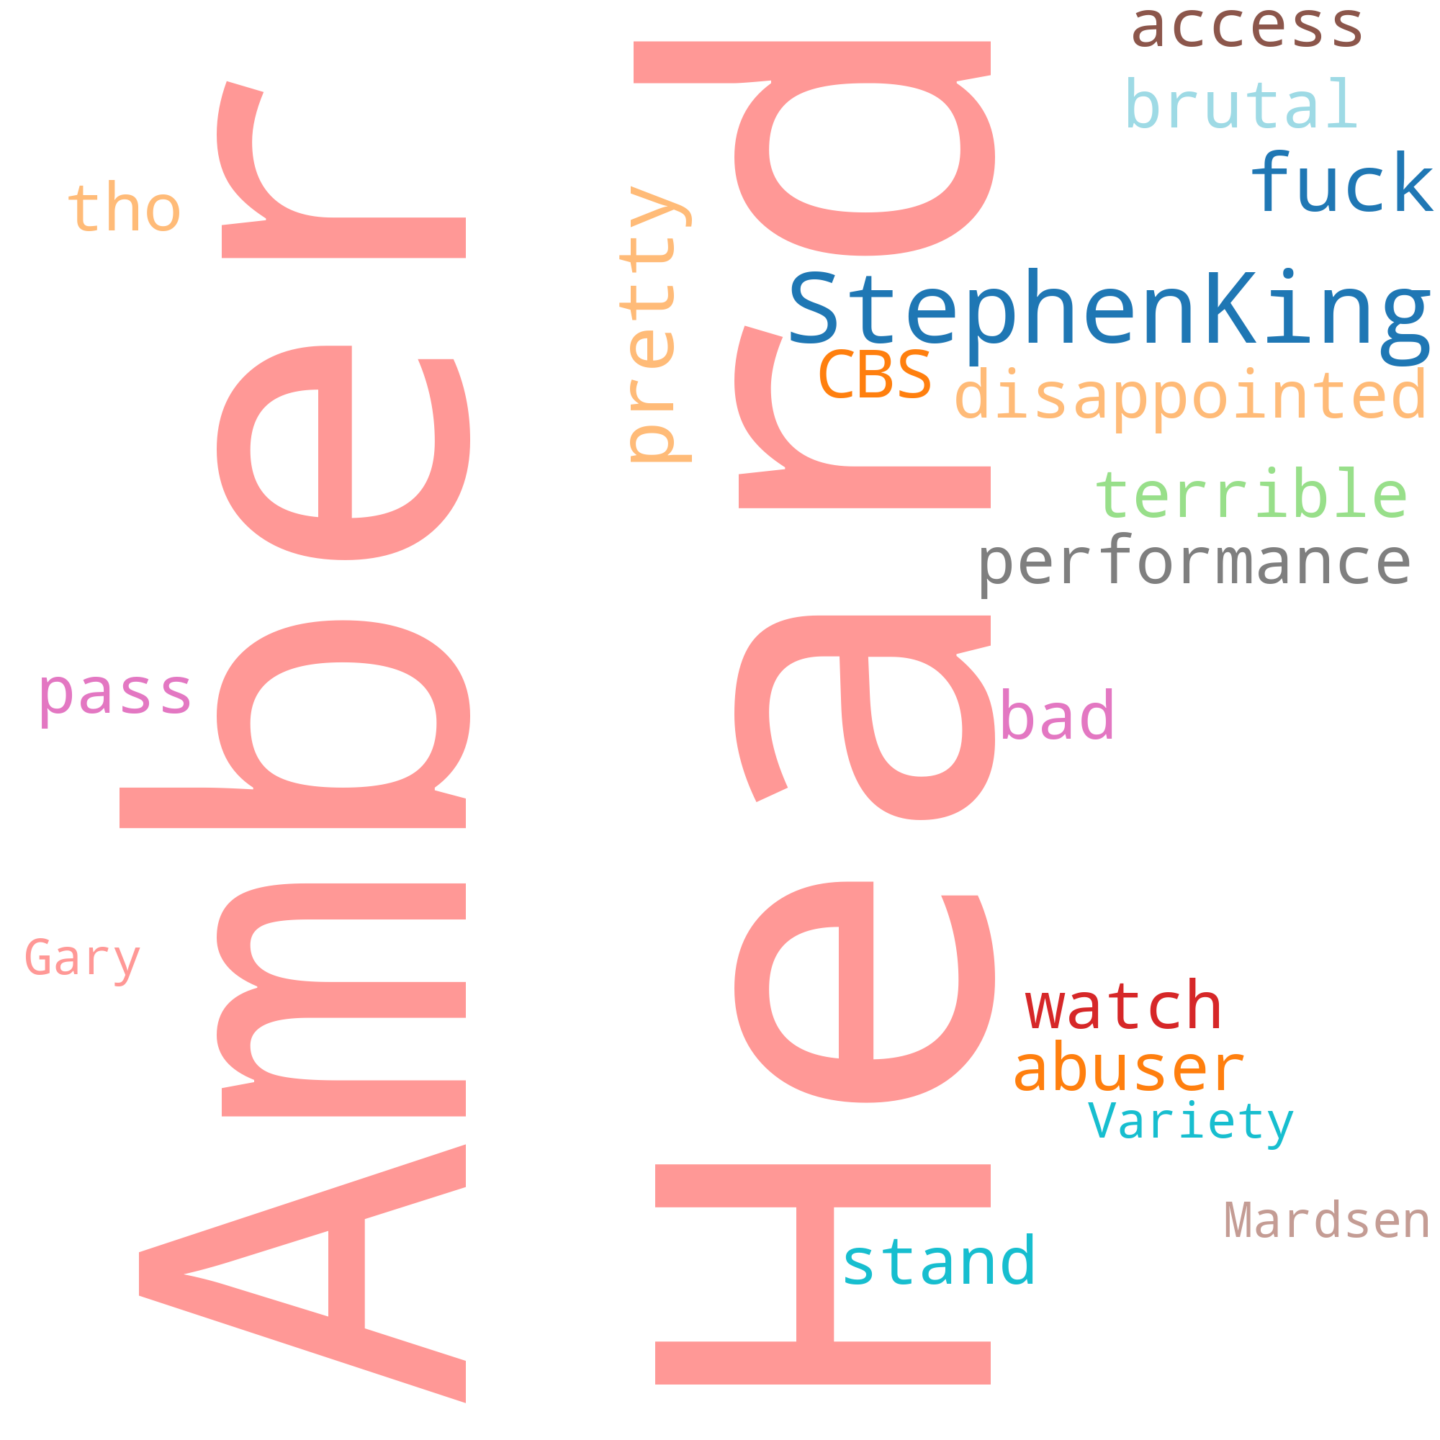 access
brutal
fuck
tho
pretty
StephenKing
CBS
disappointed
terrible
performance
pass
bad
Gary
watch
abuser
Variety
Mardsen
stand
Amber Heard